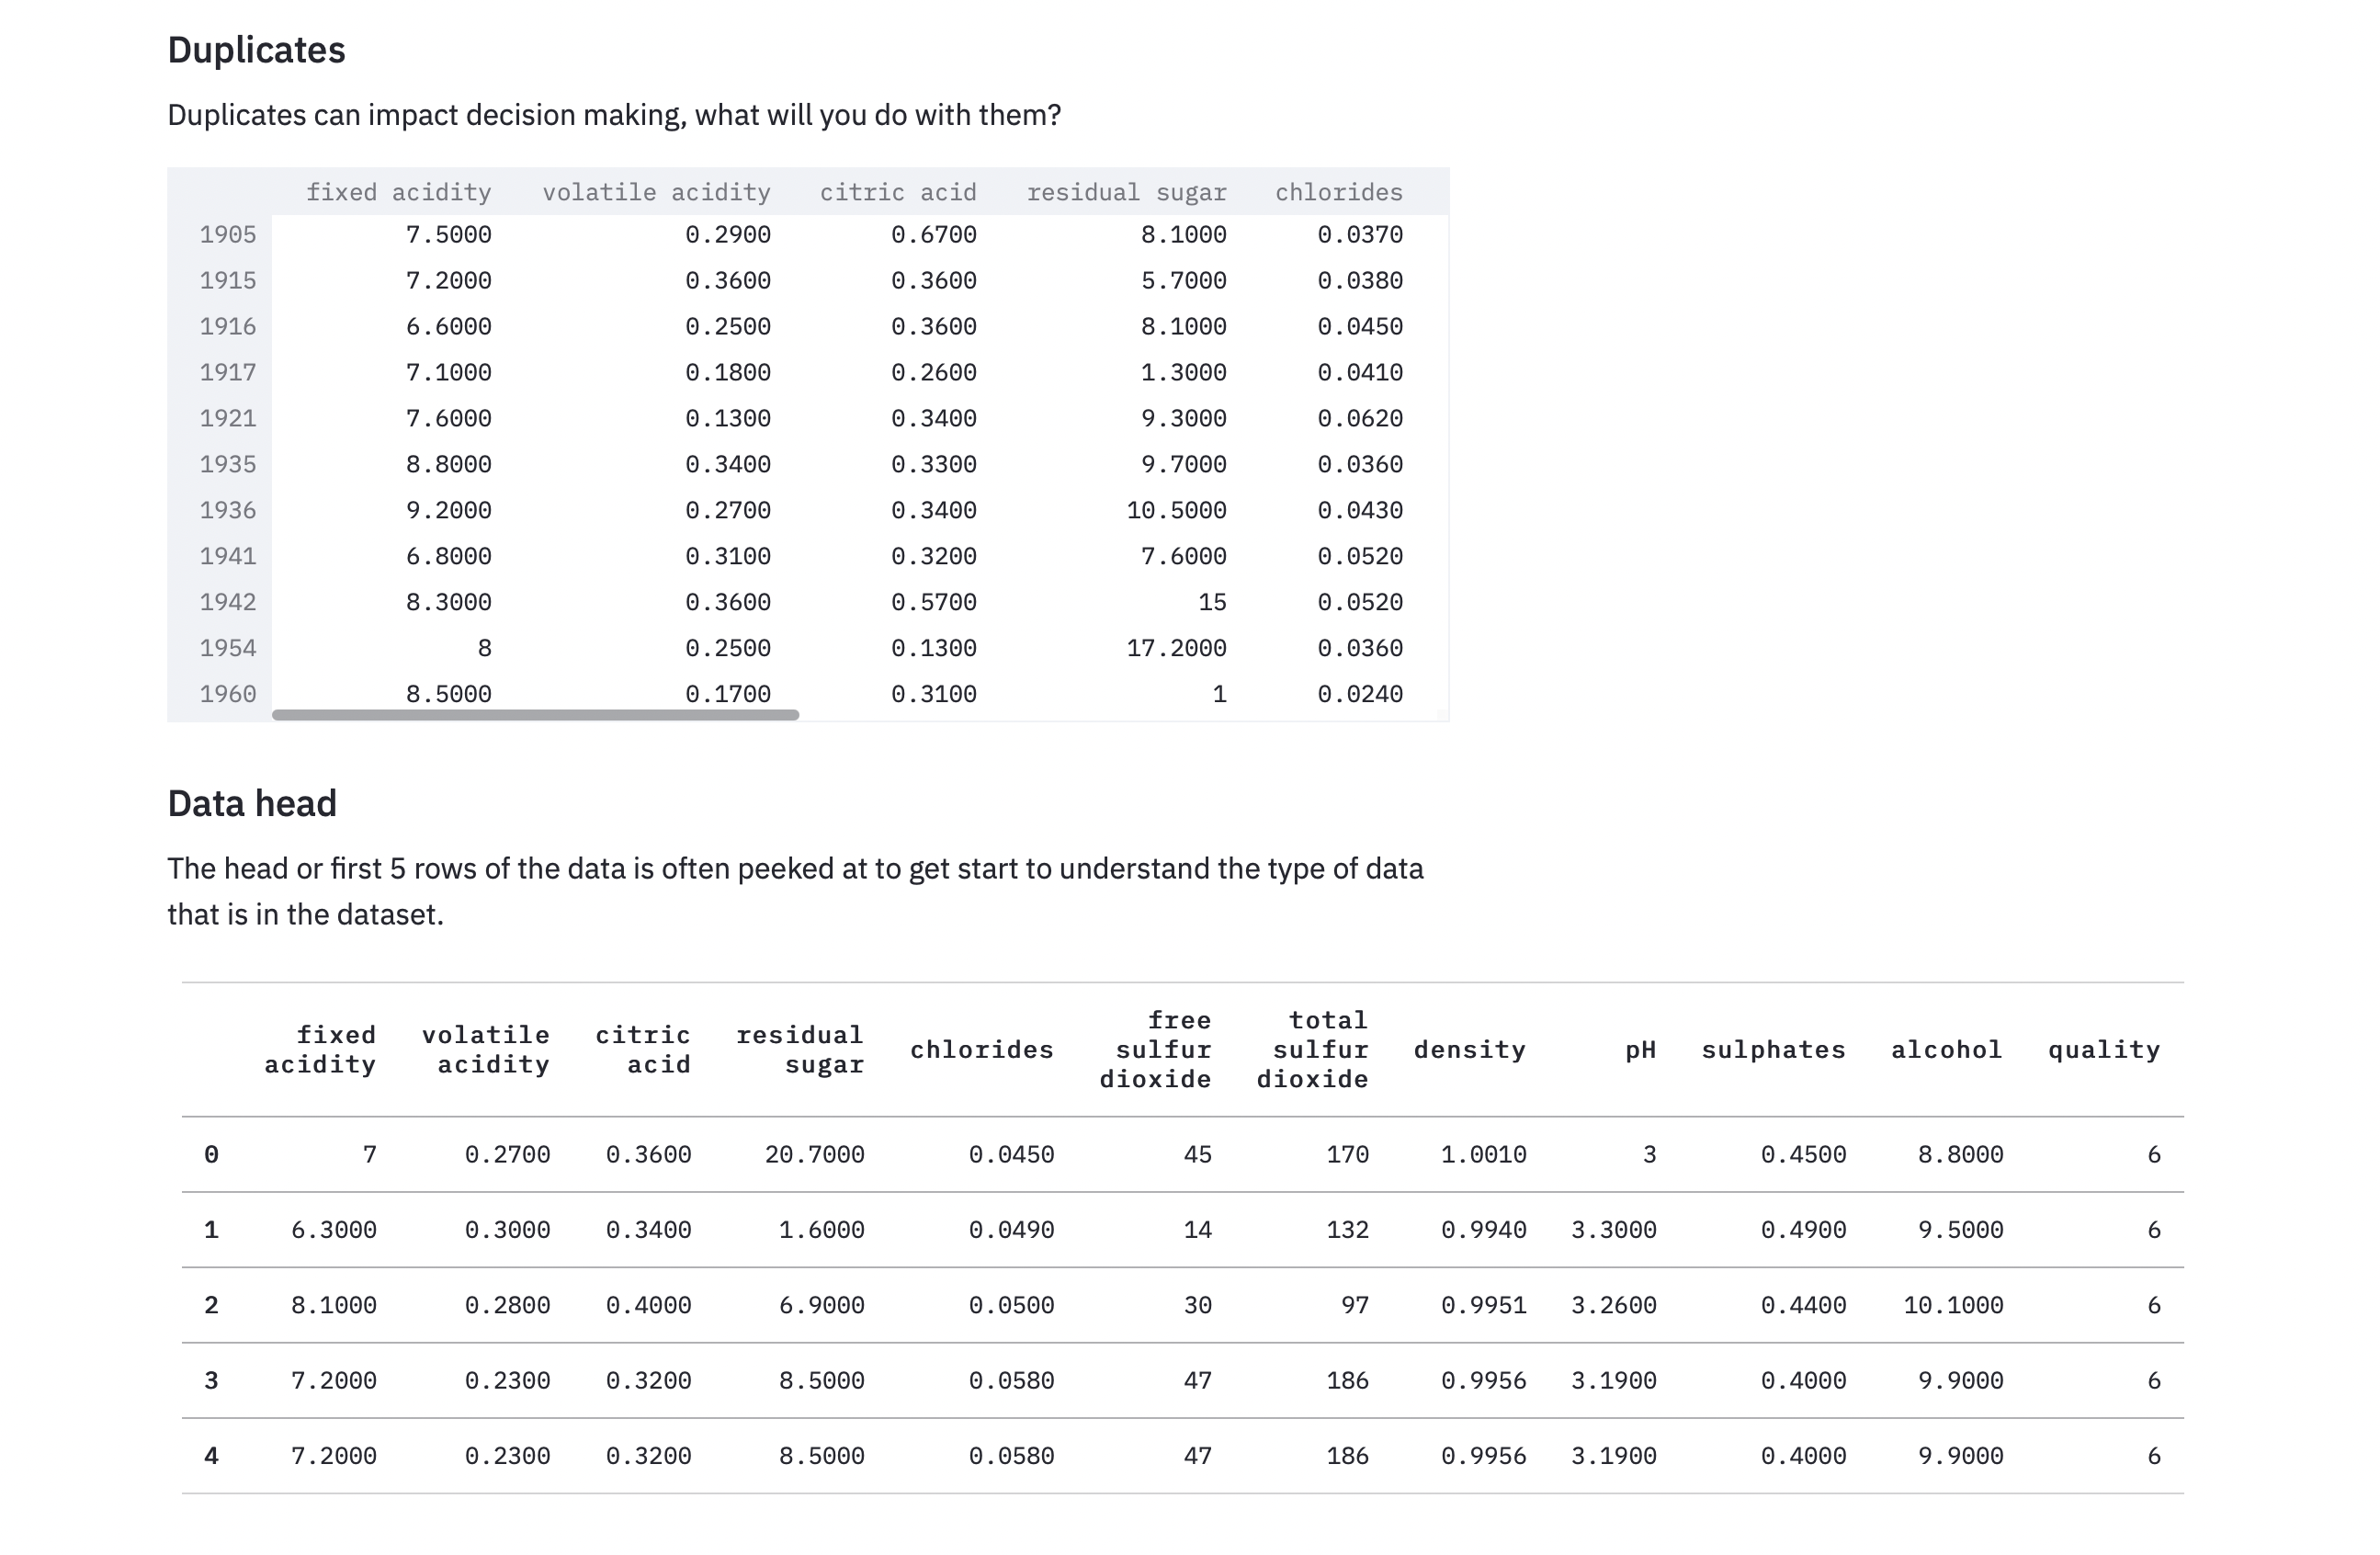 Duplicates
Duplicates can impact decision making, what will you do with them?
fixed acidity volatile acidity citric acid residual sugar chlorides
1905 7.5000 0.2900 0.6700 8.1000 0.0370
1915 7.2000 0.3600 0.3600 5.7000 0.0380
1916 6.6000 0.2500 0.3600 8.1000 0.0450
1917 7.1000 0.1800 0.2600 1.3000 0.0410
1921 7.6000 0.1300 0.3400 9.3000 0.0620
1935 8.8000 0.3400 0.3300 9.7000 0.0360
1936 9.2000 0.2700 0.3400 10.5000 0.0430
1941 6.8000 0.3100 0.3200 7.6000 0.0520
1942 8.3000 0.3600 0.5700 15 0.0520
1954 8 0.2500 0.1300 17.2000 0.0360
1960 8.5000 0.1700 0.3100 1 0.0240
Data head
The head or first 5 rows of the data is often peeked at to get start to understand the type of data
that is in the dataset.
fixed acidity volatile acidity citric acid residual sugar chlorides free sulfur dioxide total sulfur dioxide density pH sulphates alcohol quality
0 7 0.2700 0.3600 20.7000 0.0450 45 170 1.0010 3 0.4500 8.8000 6
1 6.3000 0.3000 0.3400 1.6000 0.0490 14 132 0.9940 3.3000 0.4900 9.5000 6
2 8.1000 0.2800 0.4000 6.9000 0.0500 30 97 0.9951 3.2600 0.4400 10.1000 6
3 7.2000 0.2300 0.3200 8.5000 0.0580 47 186 0.9956 3.1900 0.4000 9.9000 6
4 7.2000 0.2300 0.3200 8.5000 0.0580 47 186 0.9956 3.1900 0.4000 9.9000 6